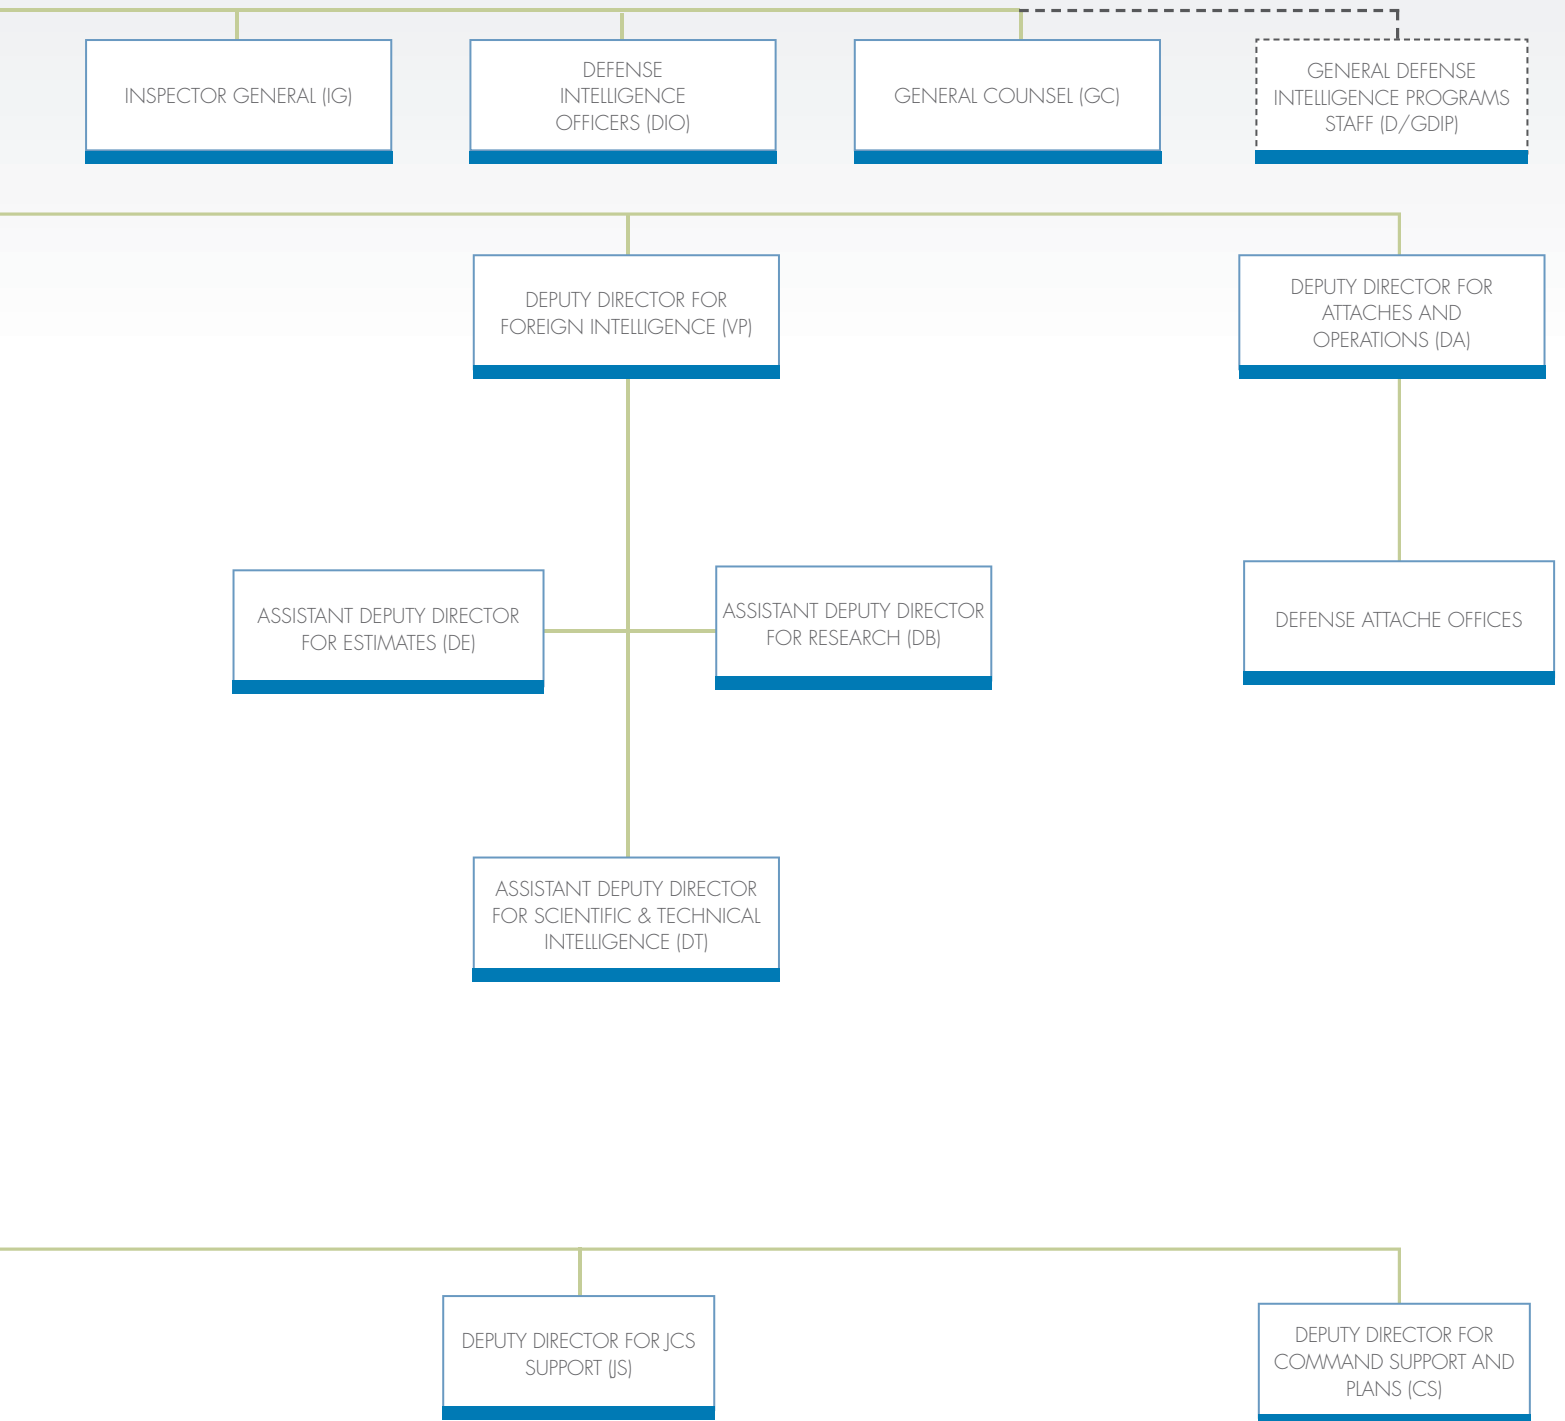 INSPECTOR GENERAL (IG)
DEFENSE
INTELLIGENCE
OFFICERS (DIO)
GENERAL COUNSEL (GC)
GENERAL DEFENSE
INTELLIGENCE PROGRAMS
STAFF (D/GDIP)
DEPUTY DIRECTOR FOR
FOREIGN INTELLIGENCE (VP)
DEPUTY DIRECTOR FOR
ATTACHES AND
OPERATIONS (DA)
ASSISTANT DEPUTY DIRECTOR
FOR ESTIMATES (DE)
ASSISTANT DEPUTY DIRECTOR
FOR RESEARCH (DB)
DEFENSE ATTACHE OFFICES
ASSISTANT DEPUTY DIRECTOR
FOR SCIENTIFIC & TECHNICAL
INTELLIGENCE (DT)
DEPUTY DIRECTOR FOR JCS
SUPPORT (JS)
DEPUTY DIRECTOR FOR
COMMAND SUPPORT AND
PLANS (CS)